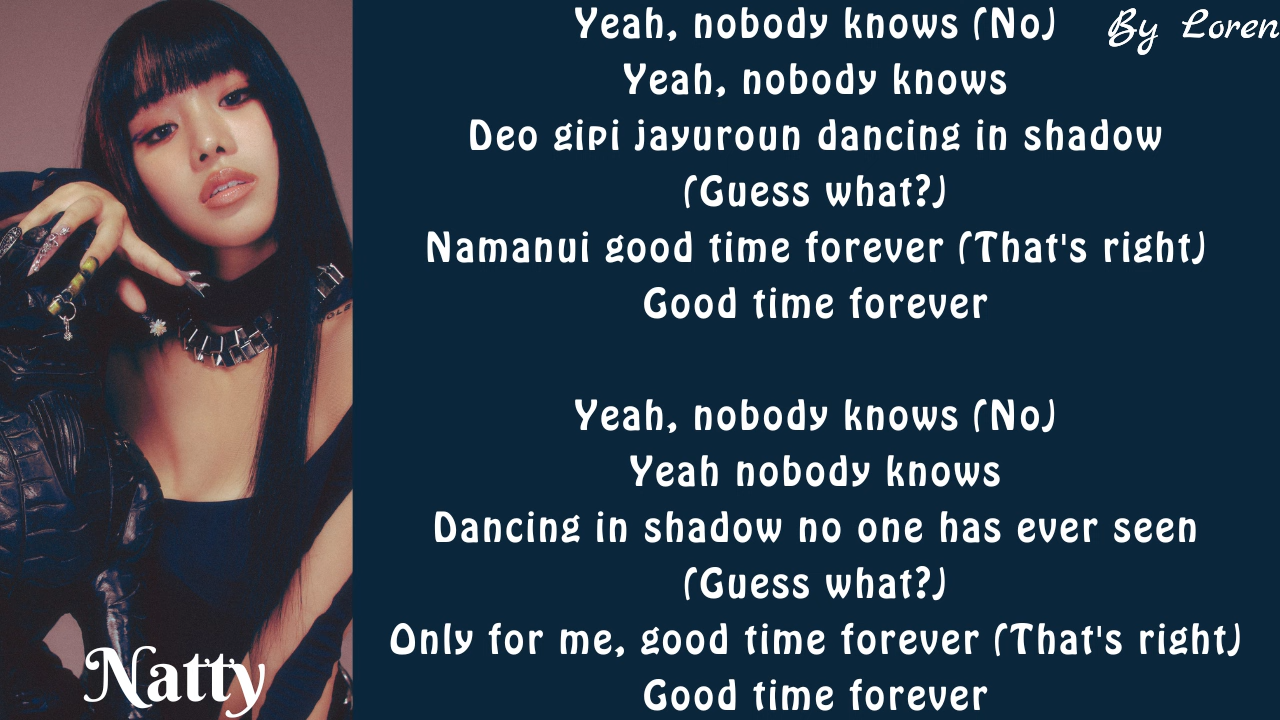 Yeah, nobody knows (No)
By Loren
Yeah, nobody knows
Deo gipi jayuroun dancing in shadow
(Guess what?)
Namanui good time forever (That's right)
Good time forever
Yeah, nobody knows (No)
Yeah nobody knows
Dancing in shadow no one has ever seen
(Guess what?)
Only for me, good time forever (That's right)
Good time forever
Natty